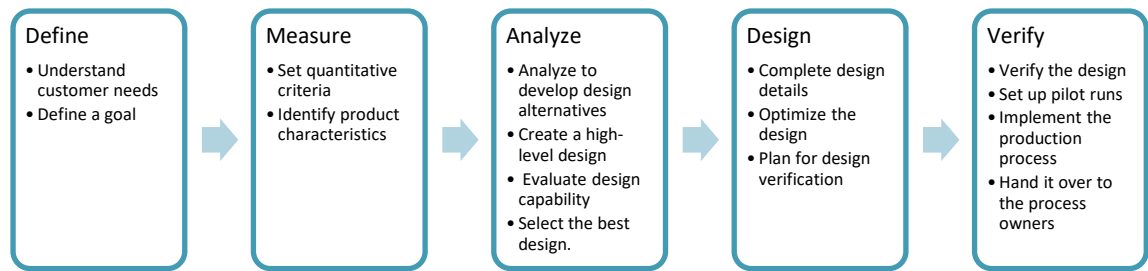 Define
• Understand
customer needs
• Define a goal
Measure
• Set quantitative
criteria
• Identify product
characteristics
Analyze
• Analyze to
develop design
alternatives
• Create a high-
level design
• Evaluate design
capability
• Select the best
design.
Design
• Complete design
details
• Optimize the
design
• Plan for design
verification
Verify
• Verify the design
• Set up pilot runs
• Implement the
production
process
• Hand it over to
the process
owners